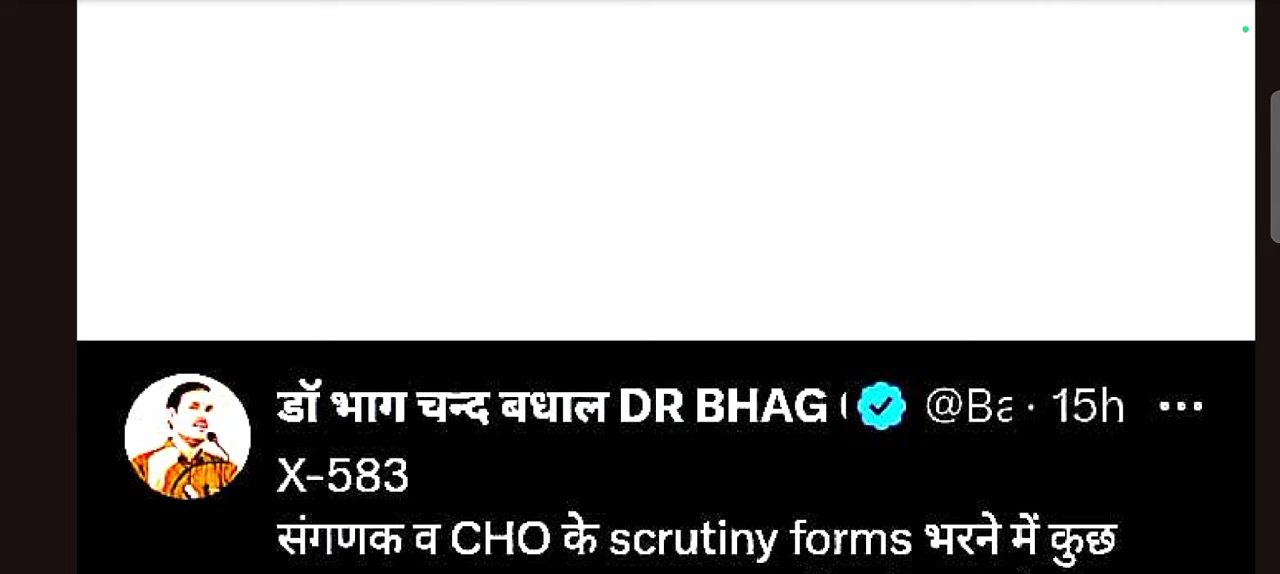 डॉ भाग चन्द बधाल DR BHAG @Ba · 15h
X-583
संगणक व CHO के scrutiny forms भरने में कुछ